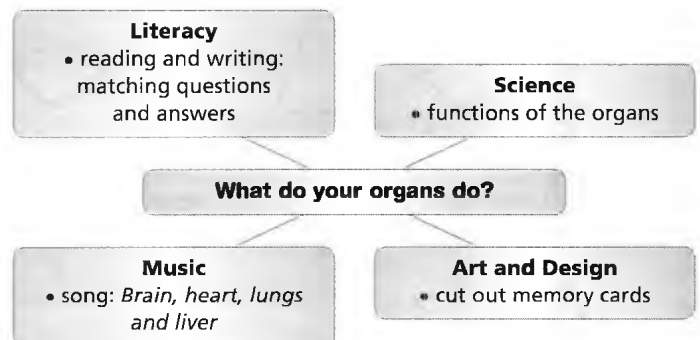 Literacy
• reading and writing:
matching questions
and answers
Science
• functions of the organs
What do your organs do?
Music
• song: Brain, heart, lungs
and liver
Art and Design
• cut out memory cards